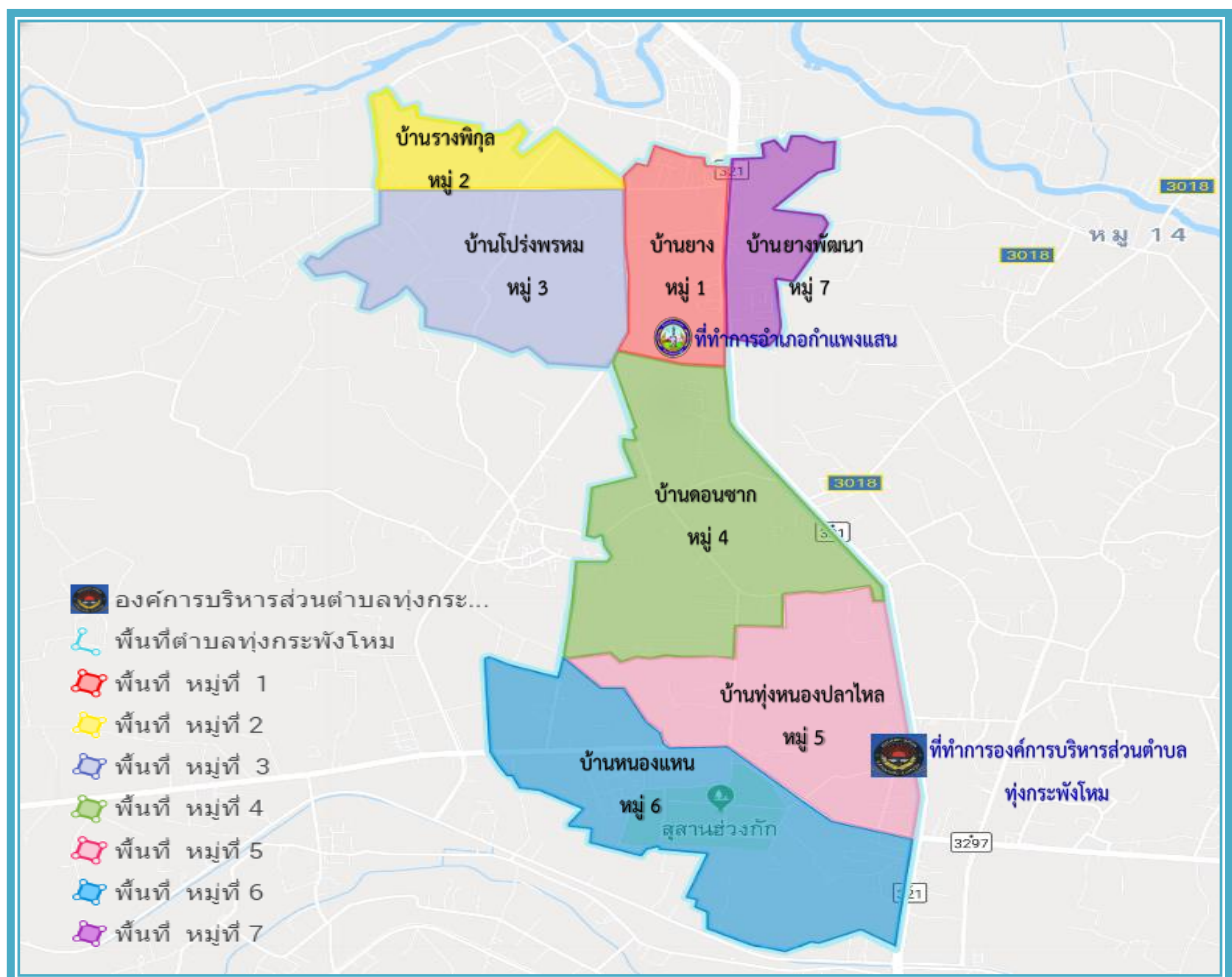 บ้านรางพิกุล
หมู่ 2
321
3018
บ้านโปร่งพรหม
หมู่ 3
บ้านยาง
หมู่ 1
บ้านยางพัฒนา
หมู่ 7
3018
หมู่ 14
ที่ทำการอำเภอกำแพงแสน
บ้านดอนซาก
หมู่ 4
3018
321
องค์การบริหารส่วนตำบลทุ่งกระ...
พื้นที่ตำบลทุ่งกระพังโหม
พื้นที่ หมู่ที่ 1
พื้นที่ หมู่ที่ 2
พื้นที่ หมู่ที่ 3
พื้นที่ หมู่ที่ 4
พื้นที่ หมู่ที่ 5
พื้นที่ หมู่ที่ 6
พื้นที่ หมู่ที่ 7
บ้านทุ่งหนองปลาไหล
หมู่ 5
ที่ทำการองค์การบริหารส่วนตำบล
ทุ่งกระพังโหม
บ้านหนองแหน
หมู่ 6
สุสานฮ่วงกัก
3297
321